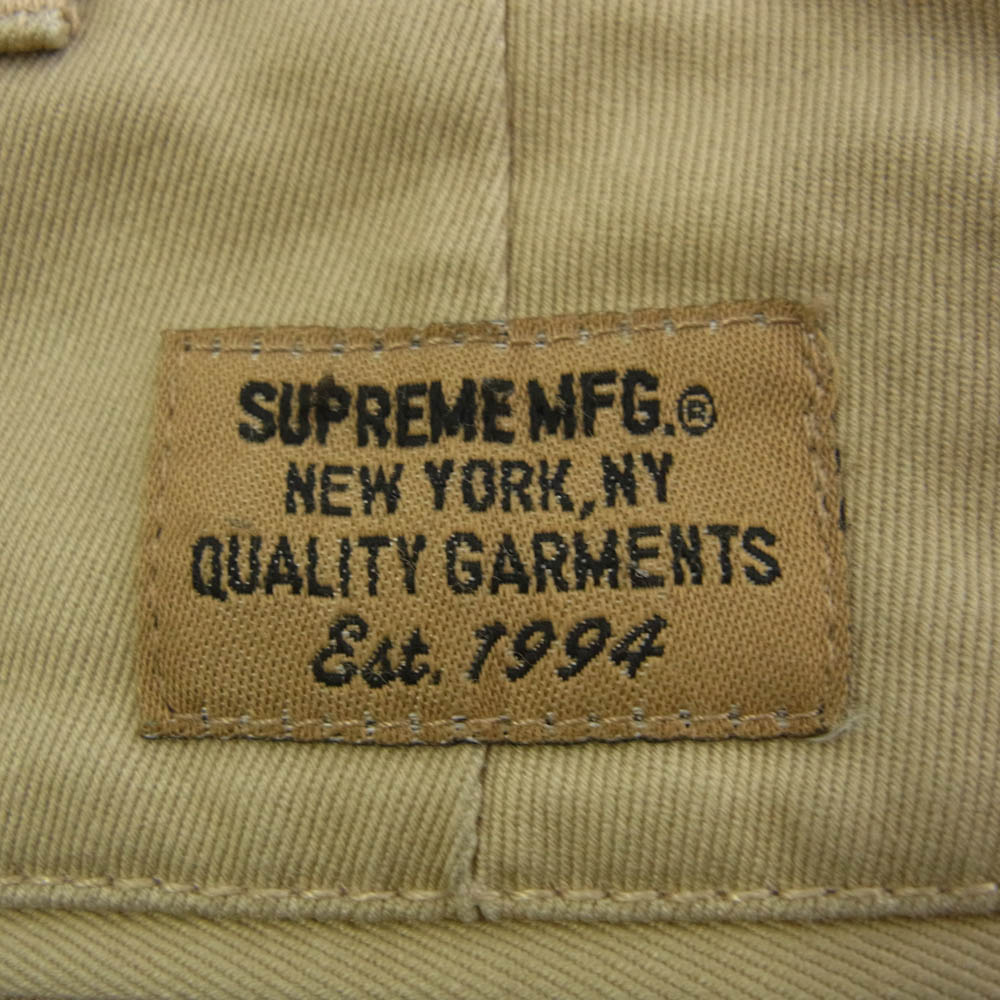 SUPREME MFG.®
NEW YORK, NY
QUALITY GARMENTS
Est. 1994